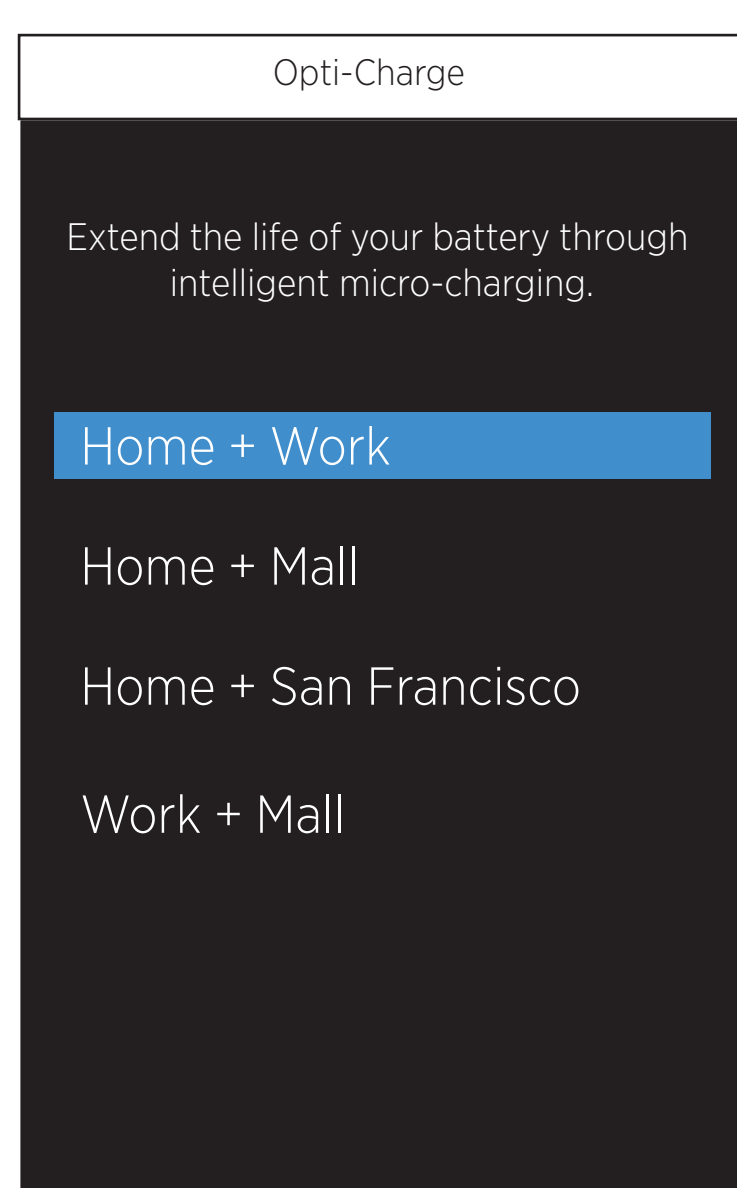 Opti-Charge
Extend the life of your battery through
intelligent micro-charging.
Home + Work
Home + Mall
Home + San Francisco
Work + Mall